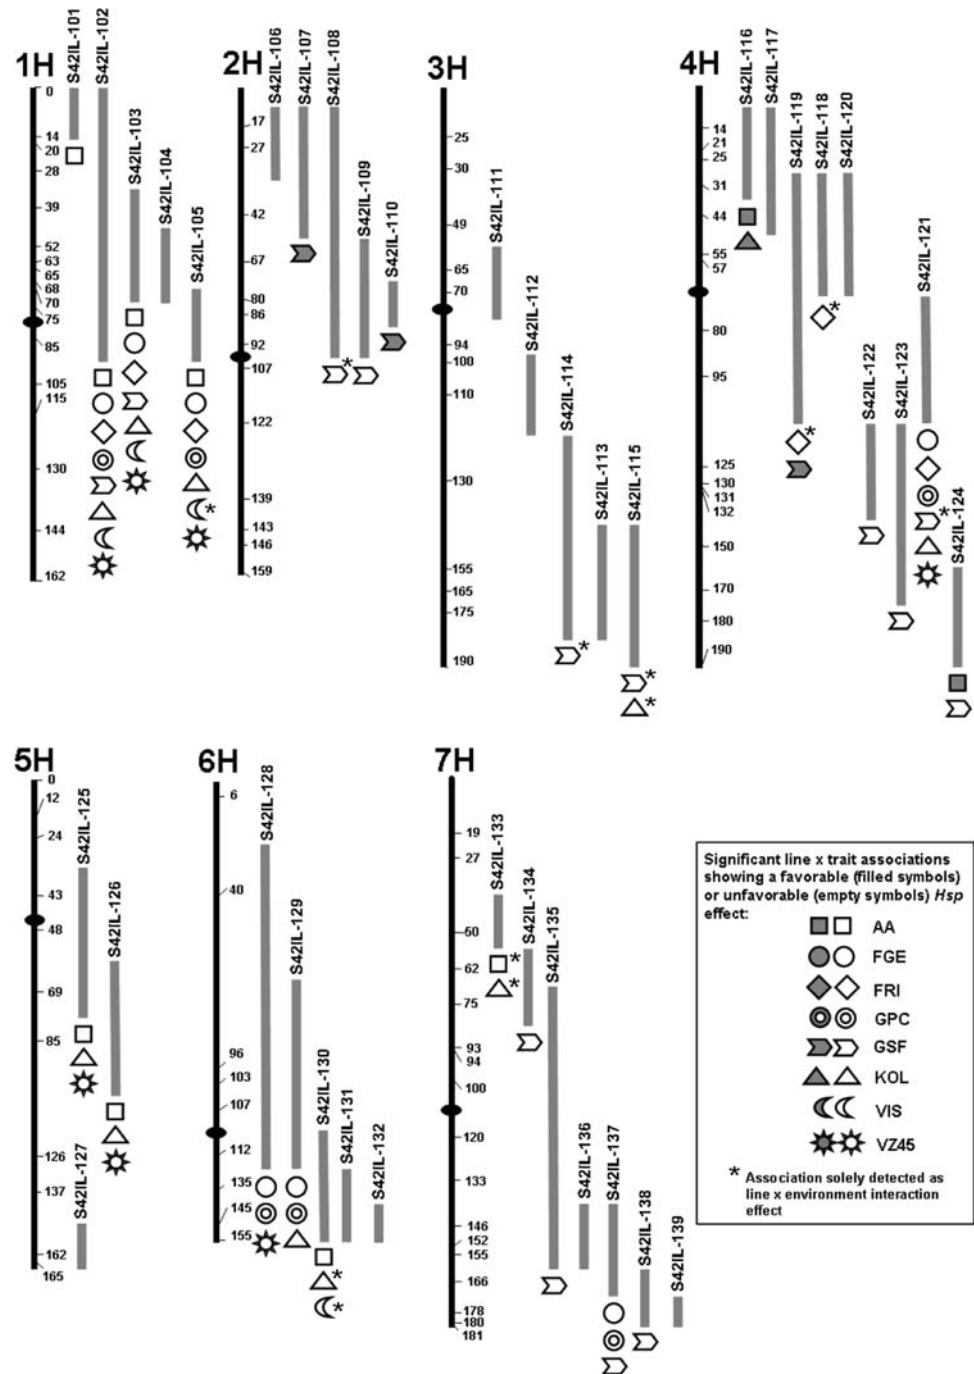 1H
S42IL-101
S42IL-102
S42IL-103
S42IL-104
S42IL-105
0
14
20
28
39
52
63
65
68
70
75
85
105
115
130
144
162
2H
S42IL-106
S42IL-107
S42IL-108
S42IL-109
S42IL-110
17
27
42
67
80
86
92
107
122
139
143
146
159
*
3H
S42IL-111
S42IL-112
S42IL-114
S42IL-113
S42IL-115
25
30
49
65
70
94
100
110
130
155
165
175
190
*
*
*
4H
S42IL-116
S42IL-117
S42IL-119
S42IL-118
S42IL-120
S42IL-121
S42IL-122
S42IL-123
S42IL-124
14
21
25
31
44
55
57
80
95
125
130
131
132
150
170
180
190
*
*
*
*
5H
S42IL-125
S42IL-126
S42IL-127
0
12
24
43
48
69
85
126
137
162
165
6H
S42IL-128
S42IL-129
S42IL-130
S42IL-131
S42IL-132
6
40
96
103
107
112
135
145
155
*
*
7H
S42IL-133
S42IL-134
S42IL-135
S42IL-136
S42IL-137
S42IL-138
S42IL-139
19
27
60
62
75
93
94
100
120
133
146
152
155
166
178
180
181
*
*
Significant line x trait associations
showing a favorable (filled symbols)
or unfavorable (empty symbols) Hsp
effect:
AA
FGE
FRI
GPC
GSF
KOL
VIS
VZ45
* Association solely detected as
line x environment interaction
effect